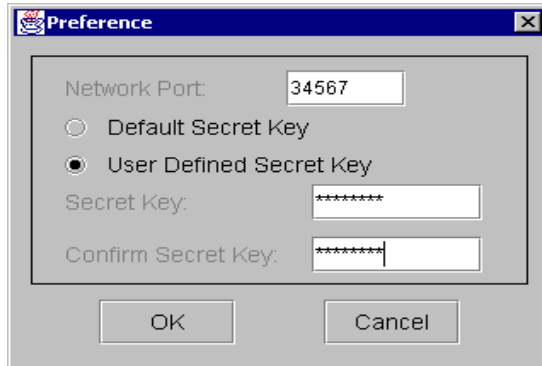 Preference
Network Port: 34567
Default Secret Key
User Defined Secret Key
Secret Key: ********
Confirm Secret Key: ********
OK Cancel